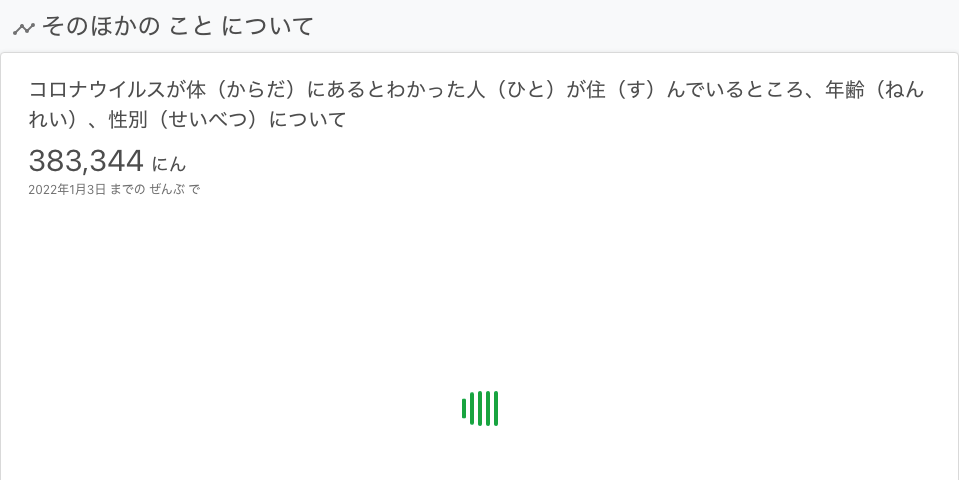 そのほかの こと について
コロナウイルスが体（からだ）にあるとわかった人（ひと）が住（す）んでいるところ、年齢（ねん
れい）、性別（せいべつ）について
383,344 にん
2022年1月3日 までの ぜんぶ で